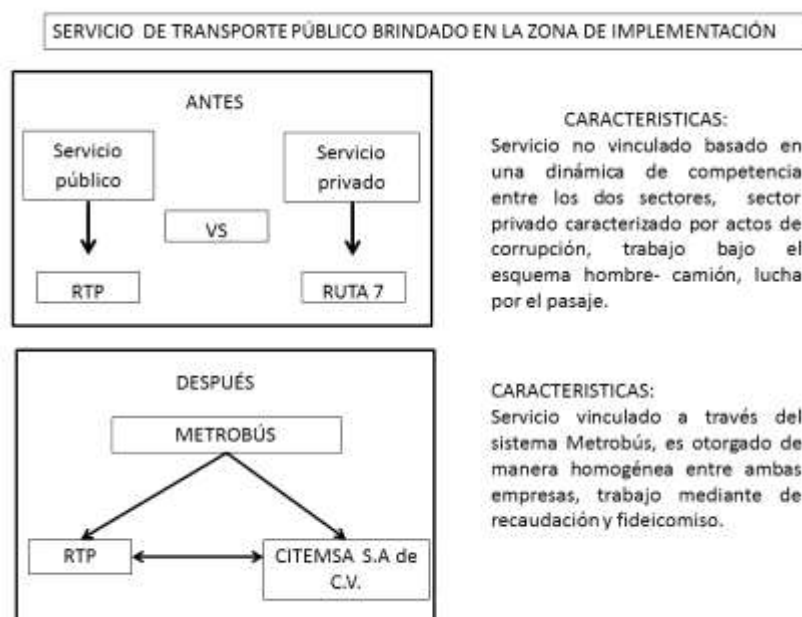 SERVICIO DE TRANSPORTE PÚBLICO BRINDADO EN LA ZONA DE IMPLEMENTACIÓN
ANTES
Servicio
público
Servicio
privado
VS
RTP
RUTA 7
CARACTERISTICAS:
Servicio no vinculado basado en
una dinámica de competencia
entre los dos sectores, sector
privado caracterizado por actos de
corrupción, trabajo bajo el
esquema hombre- camión, lucha
por el pasaje.
DESPUÉS
METROBÚS
RTP
CITEMSA S.A de
C.V.
CARACTERISTICAS:
Servicio vinculado a través del
sistema Metrobús, es otorgado de
manera homogénea entre ambas
empresas, trabajo mediante de
recaudación y fideicomiso.